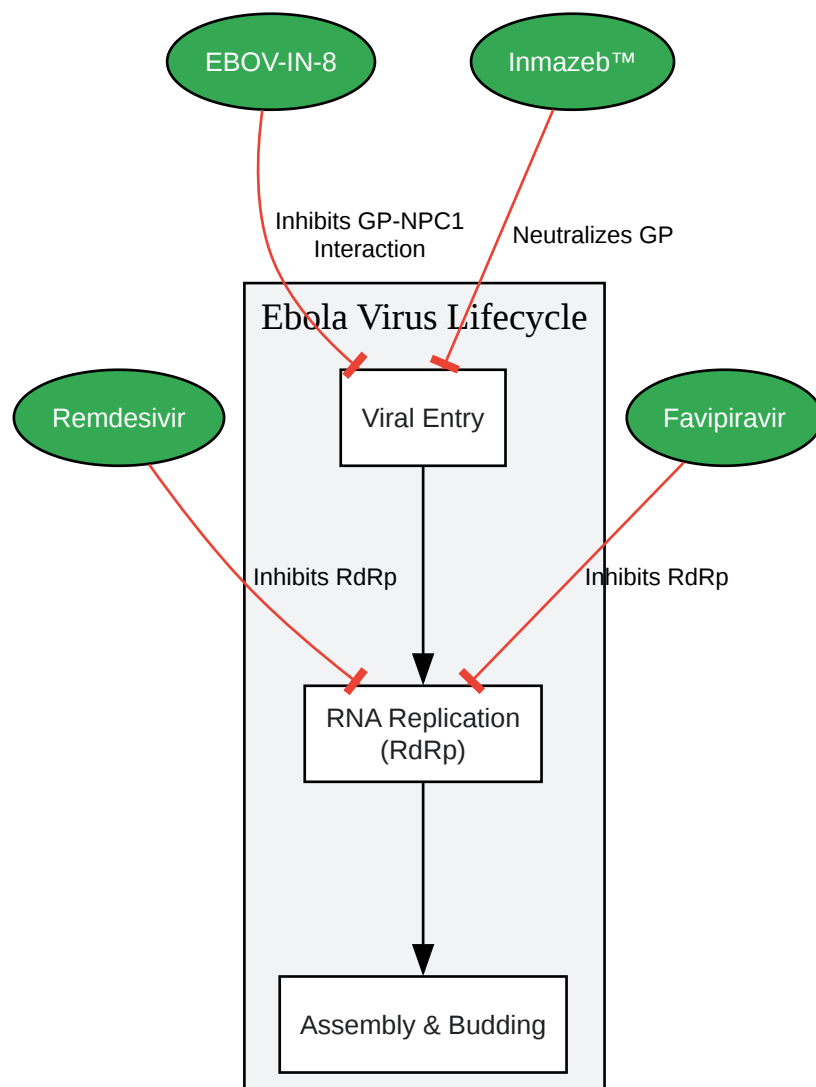 EBOV-IN-8
Inmazeb™
Inhibits GP-NPC1
Interaction
Neutralizes GP
Ebola Virus Lifecycle
Remdesivir
Viral Entry
Favipiravir
Inhibits RdRp
Inhibits RdRp
RNA Replication
(RdRp)
Assembly & Budding